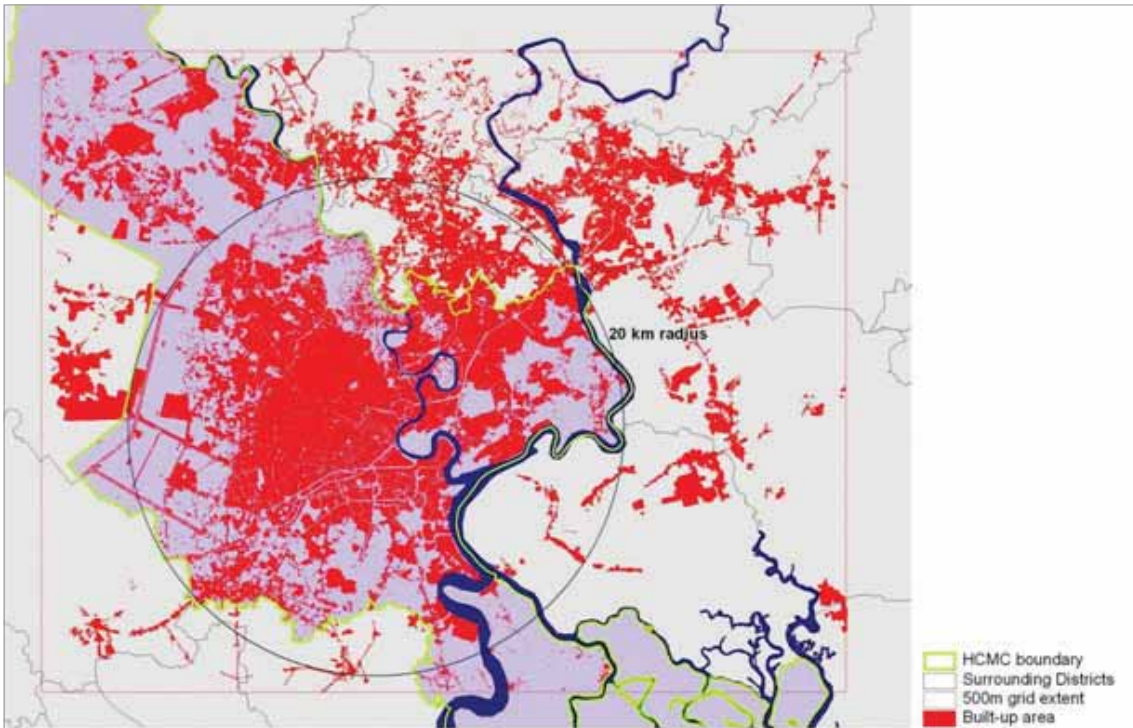 20 km radius
HCMC boundary
Surrounding Districts
500m grid extent
Built-up area